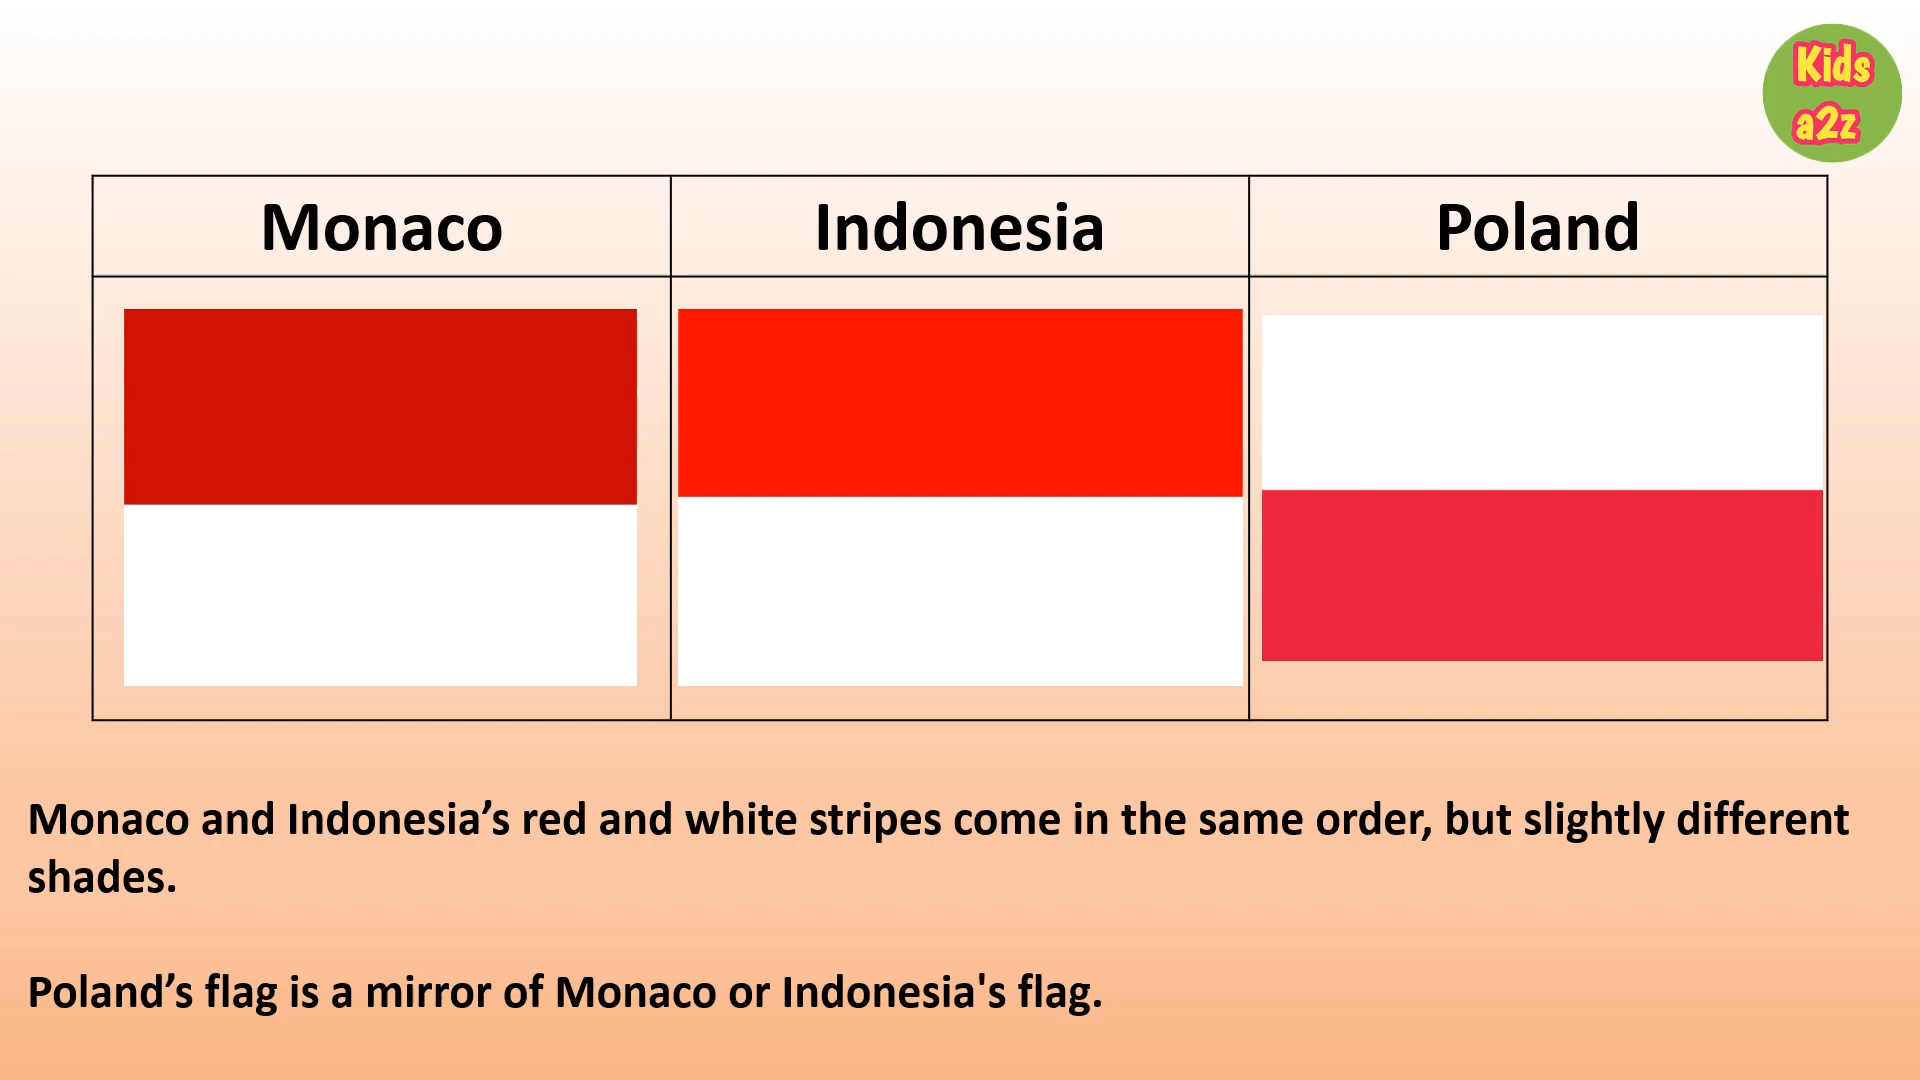 Kids
a2z
Monaco
Indonesia
Poland
Monaco and Indonesia’s red and white stripes come in the same order, but slightly different
shades.
Poland’s flag is a mirror of Monaco or Indonesia's flag.